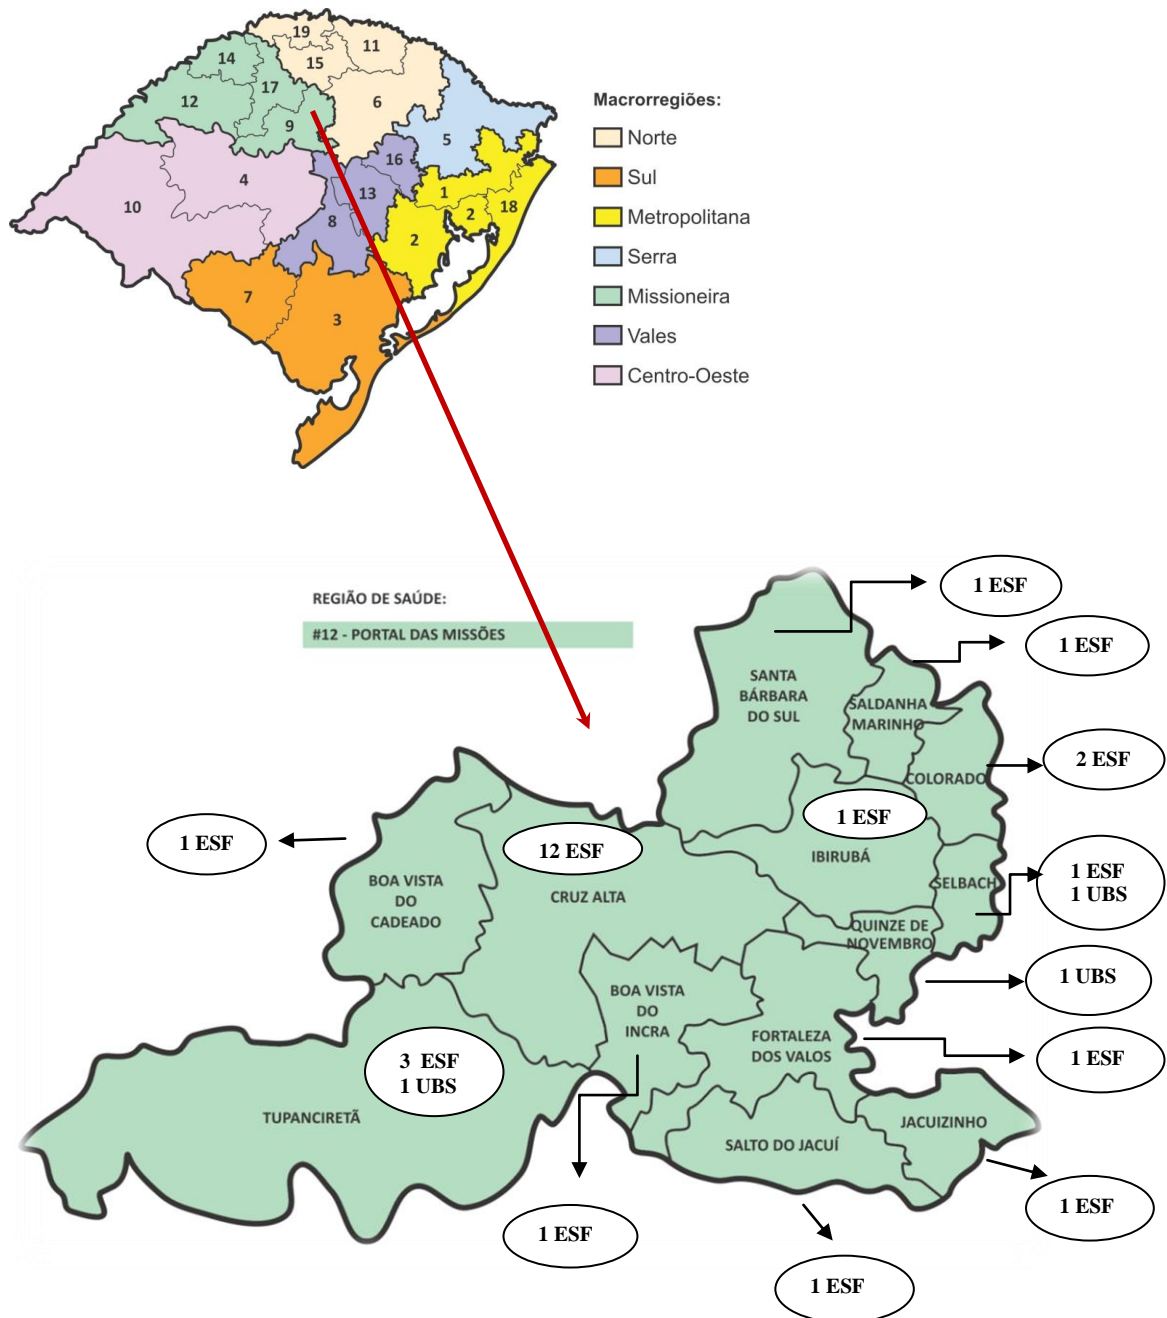 19
11
14
15
17
12
6
9
5
16
4
13
1
10
2
18
8
2
7
3
Macrorregiões:
Norte
Sul
Metropolitana
Serra
Missioneira
Vales
Centro-Oeste
REGIÃO DE SAÚDE:
#12 - PORTAL DAS MISSÕES
1 ESF
1 ESF
SANTA
BÁRBARA
DO SUL
SALDANHA
MARINHO
2 ESF
COLORADO
1 ESF
1 ESF
12 ESF
IBIRUBÁ
1 ESF
1 UBS
SELBACH
BOA VISTA
DO
CADEADO
CRUZ ALTA
QUINZE DE
NOVEMBRO
1 UBS
BOA VISTA
DO
INCRA
FORTALEZA
DOS VALOS
1 ESF
3 ESF
1 UBS
TUPANCIRETÃ
JACUIZINHO
SALTO DO JACUÍ
1 ESF
1 ESF
1 ESF